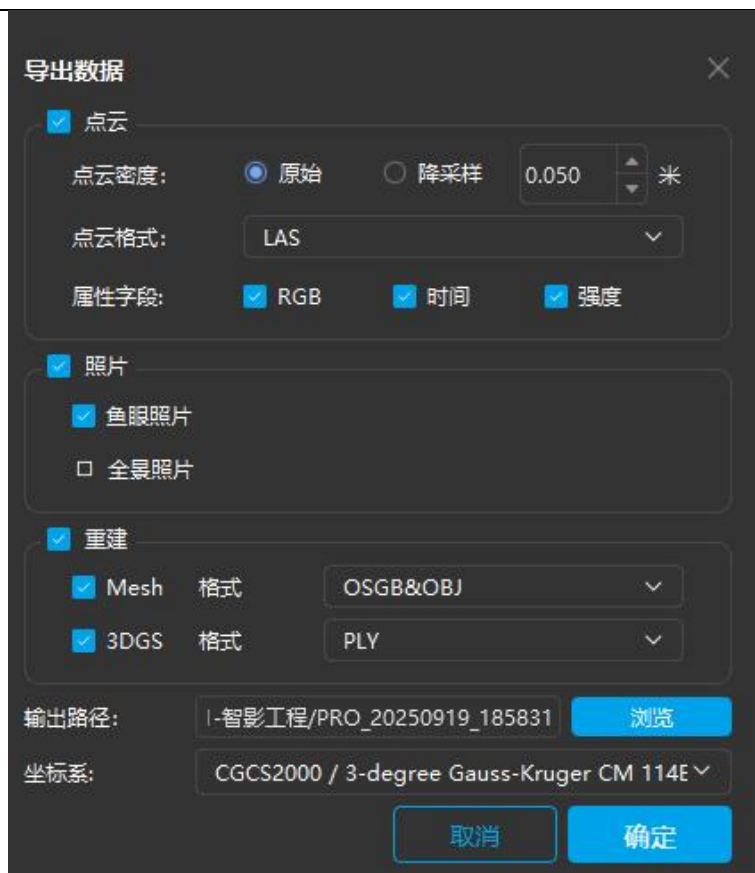 导出数据
点云
点云密度: 原始 降采样 0.050 米
点云格式: LAS
属性字段: RGB 时间 强度
照片
鱼眼照片
全景照片
重建
Mesh 格式 OSGB&OBJ
3DGS 格式 PLY
输出路径: -智影工程/PRO_20250919_185831 浏览
坐标系: CGCS2000 / 3-degree Gauss-Kruger CM 114E
取消 确定